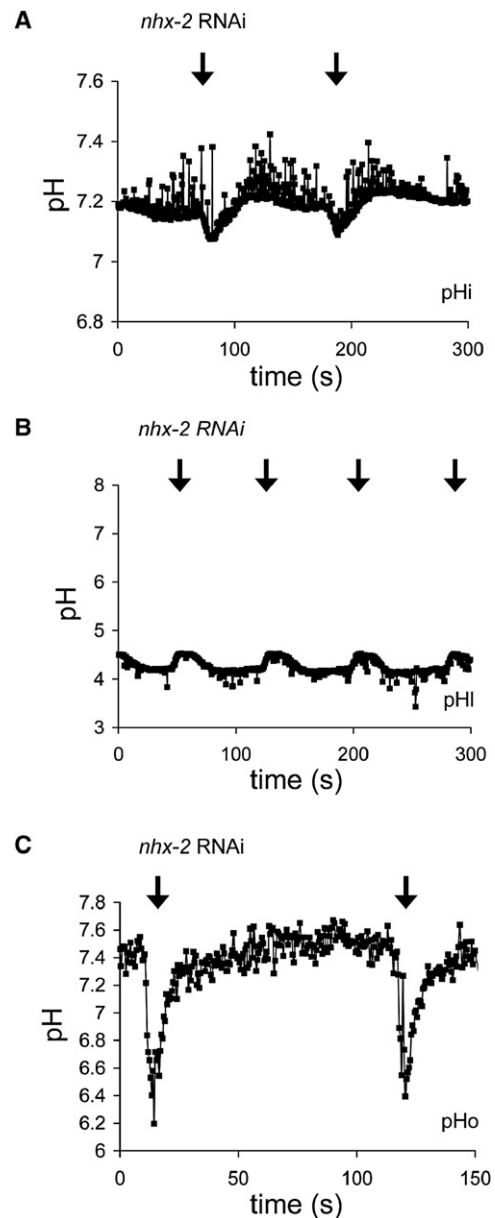 A
nhx-2 RNAi
7.6
7.4
7.2
7
6.8
pH
pHi
0 100 200 300
time (s)
B
nhx-2 RNAi
8
7
6
5
4
3
pH
pHl
0 100 200 300
time (s)
C
nhx-2 RNAi
7.8
7.6
7.4
7.2
7
6.8
6.6
6.4
6.2
6
pH
pHo
0 50 100 150
time (s)